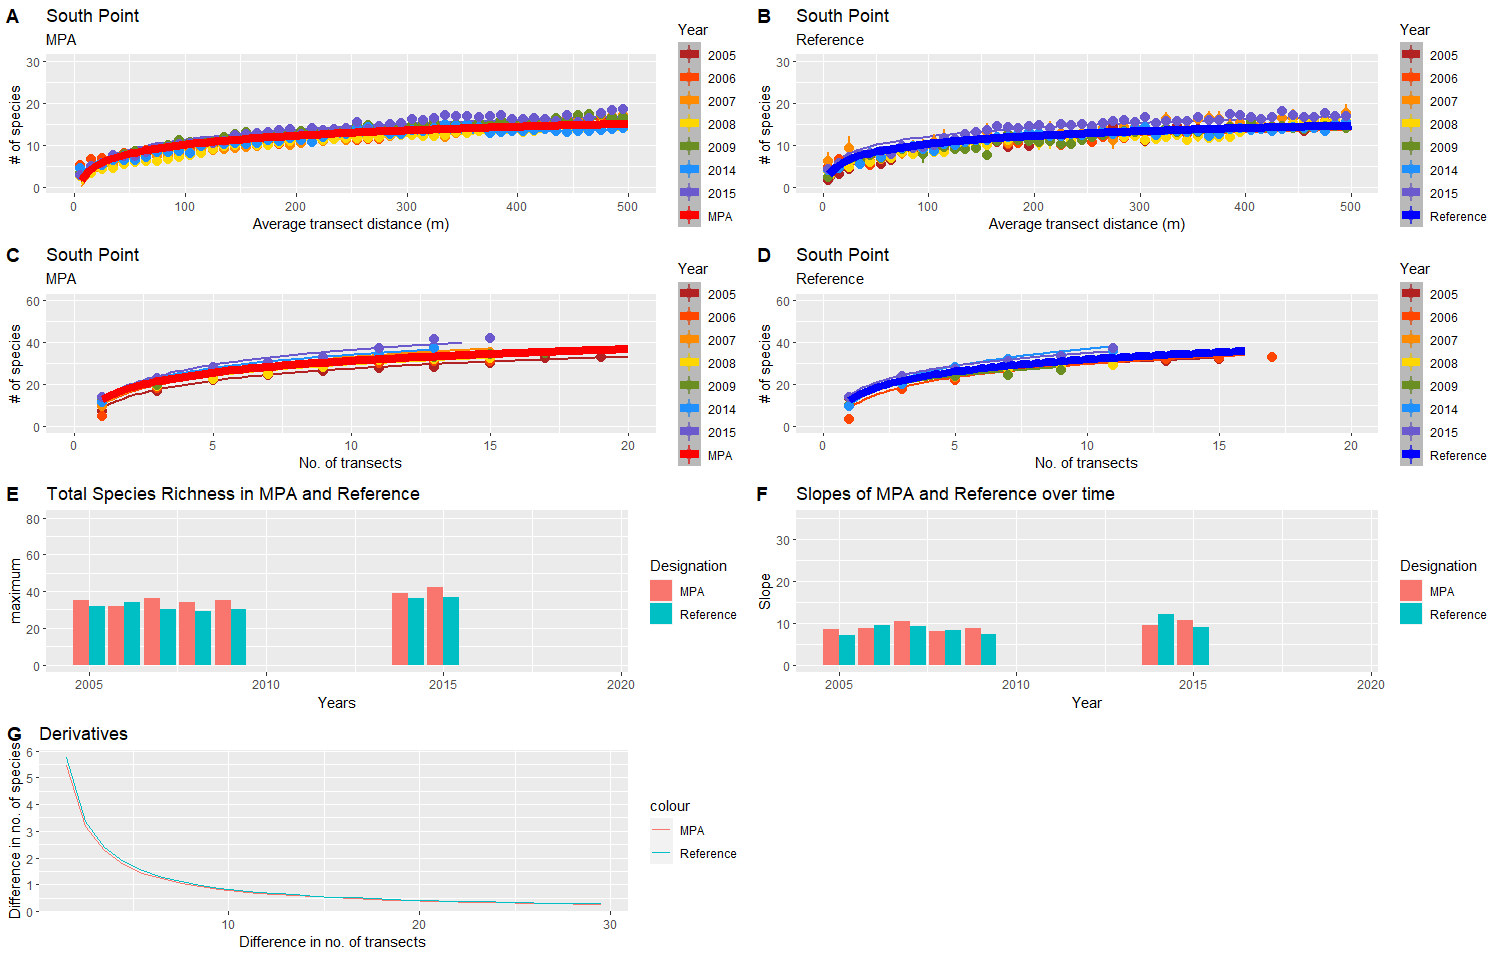 A
South Point
MPA
# of species
30
20
10
0
0
100
200
300
400
500
Average transect distance (m)
Year
2005
2006
2007
2008
2009
2014
2015
MPA
B
South Point
Reference
# of species
30
20
10
0
0
100
200
300
400
500
Average transect distance (m)
Year
2005
2006
2007
2008
2009
2014
2015
Reference
C
South Point
MPA
# of species
60
40
20
0
0
5
10
15
20
No. of transects
Year
2005
2006
2007
2008
2009
2014
2015
MPA
D
South Point
Reference
# of species
60
40
20
0
0
5
10
15
20
No. of transects
Year
2005
2006
2007
2008
2009
2014
2015
Reference
E
Total Species Richness in MPA and Reference
maximum
80
60
40
20
0
2005
2010
2015
2020
Years
Designation
MPA
Reference
F
Slopes of MPA and Reference over time
Slope
30
20
10
0
2005
2010
2015
2020
Year
Designation
MPA
Reference
G
Derivatives
Difference in no. of species
6
5
4
3
2
1
0
10
20
30
Difference in no. of transects
colour
MPA
Reference